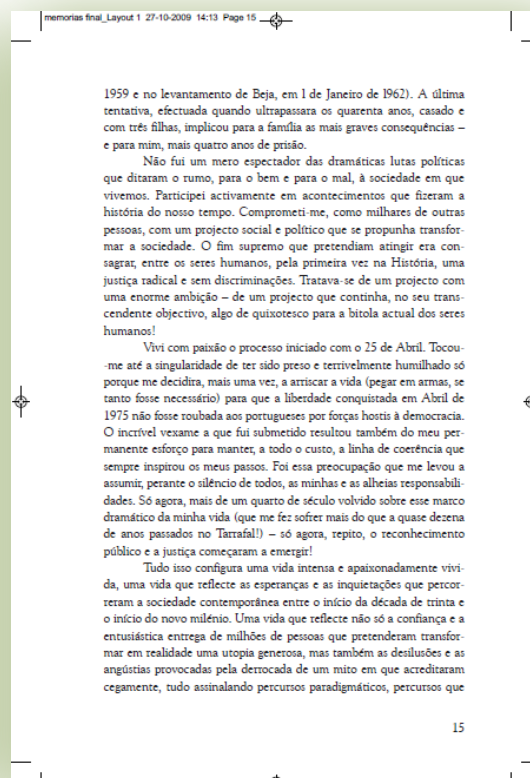 memorias final_Layout 1 27-10-2009 14:13 Page 15
1959 e no levantamento de Beja, em 1 de Janeiro de 1962). A última
tentativa, efectuada quando ultrapassara os quarenta anos, casado e
com três filhas, implicou para a família as mais graves consequências –
e para mim, mais quatro anos de prisão.
Não fui um mero espectador das dramáticas lutas políticas
que ditaram o rumo, para o bem e para o mal, à sociedade em que
vivemos. Participei activamente em acontecimentos que fizeram a
história do nosso tempo. Comprometi-me, como milhares de outras
pessoas, com um projecto social e político que se propunha transfor-
mar a sociedade. O fim supremo que pretendiam atingir era con-
sagrar, entre os seres humanos, pela primeira vez na História, uma
justiça radical e sem discriminações. Tratava-se de um projecto com
uma enorme ambição – de um projecto que continha, no seu trans-
cendente objectivo, algo de quixotesco para a bitola actual dos seres
humanos!
Vivi com paixão o processo iniciado com o 25 de Abril. Tocou-
-me até a singularidade de ter sido preso e terrivelmente humilhado só
porque me decidira, mais uma vez, a arriscar a vida (pegar em armas, se
tanto fosse necessário) para que a liberdade conquistada em Abril de
1975 não fosse roubada aos portugueses por forças hostis à democracia.
O incrível vexame a que fui submetido resultou também do meu per-
manente esforço para manter, a todo o custo, a linha de coerência que
sempre inspirou os meus passos. Foi essa preocupação que me levou a
assumir, perante o silêncio de todos, as minhas e as alheias responsabili-
dades. Só agora, mais de um quarto de século volvido sobre esse marco
dramático da minha vida (que me fez sofrer mais do que a quase dezena
de anos passados no Tarrafal!) – só agora, repito, o reconhecimento
público e a justiça começaram a emergir!
Tudo isso configura uma vida intensa e apaixonadamente vivi-
da, uma vida que reflecte as esperanças e as inquietações que percor-
reram a sociedade contemporânea entre o início da década de trinta e
o início do novo milénio. Uma vida que reflecte não só a confiança e a
entusiástica entrega de milhões de pessoas que pretenderam transfor-
mar em realidade uma utopia generosa, mas também as desilusões e as
angústias provocadas pela derrocada de um mito em que acreditaram
cegamente, tudo assinalando percursos paradigmáticos, percursos que
15